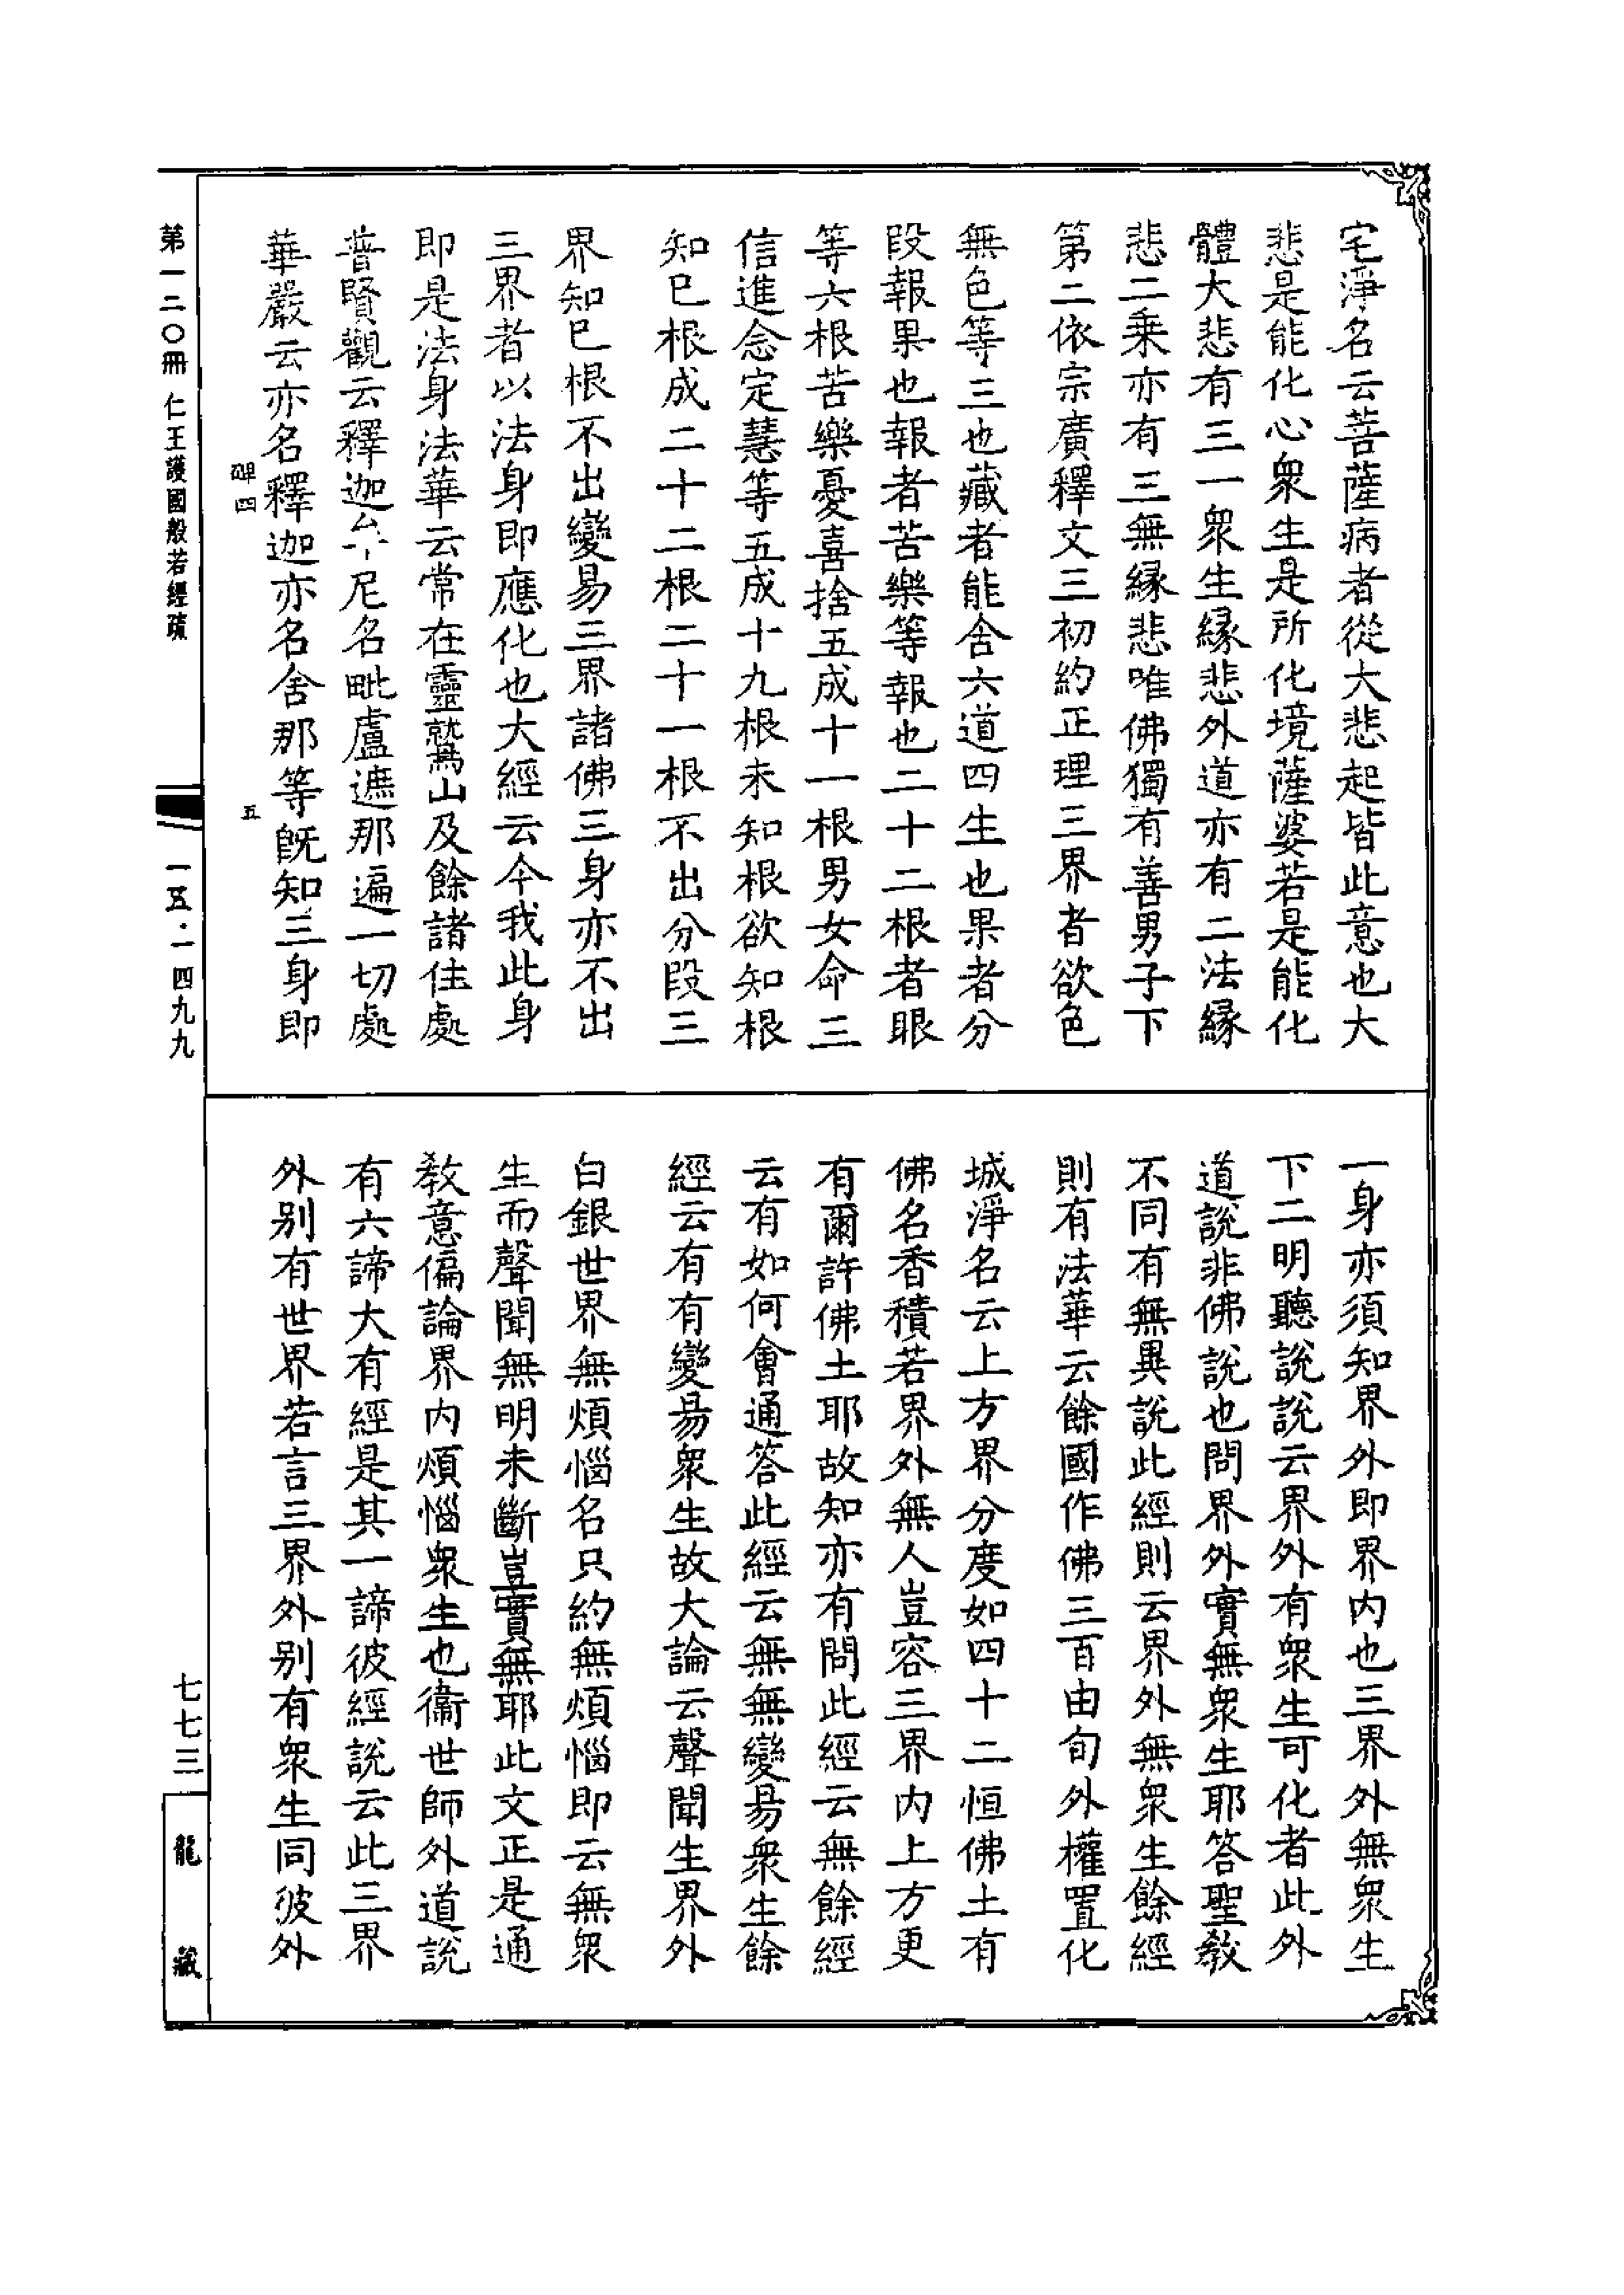 宅淨名云菩薩病者從大悲起皆此意也大
悲是能化心衆生是所化境薩婆若是能化
體大悲有三一衆生縁悲外道亦有二法縁
悲二乘亦有三無縁悲唯佛獨有善男子下
第二依宗廣釋文三初約正理三界者欲色
無色等三也藏者能含六道四生也果者分
段報果也報者苦樂等報也二十二根者眼
等六根苦樂憂喜捨五成十一根男女命三
信進念定慧等五成十九根未知根欲知根
知已根成二十二根二十一根不出分段三
界知已根不出變易三界諸佛三身亦不出
三界者以法身即應化也大經云今我此身
即是法身法華云常在靈鷲山及餘諸住處
普賢觀云釋迦牟尼名毗盧遮那遍一切處
華嚴云亦名釋迦亦名舍那等旣知三身即
一身亦須知界外即界内也三界外無衆生
下二明聽説説云界外有衆生可化者此外
道説非佛説也問界外實無衆生耶答聖教
不同有無異説此經則云界外無衆生餘經
則有法華云餘國作佛三百由旬外權置化
城淨名云上方界分度如四十二恒佛土有
佛名香積若界外無人豈容三界内上方更
有爾許佛土耶故知亦有問此經云無餘經
云有如何會通答此經云無無變易衆生餘
經云有有變易衆生故大論云聲聞生界外
白銀世界無煩惱名只約無煩惱即云無衆
生而聲聞無明未斷豈實無耶此文正是通
教意偏論界内煩惱衆生也衞世師外道説
有六諦大有經是其一諦彼經説云此三界
外别有世界若言三界外别有衆生同彼外
第一二〇冊 仁王護國般若經疏
碑四
五
一五·一四九九
七七三
龍藏